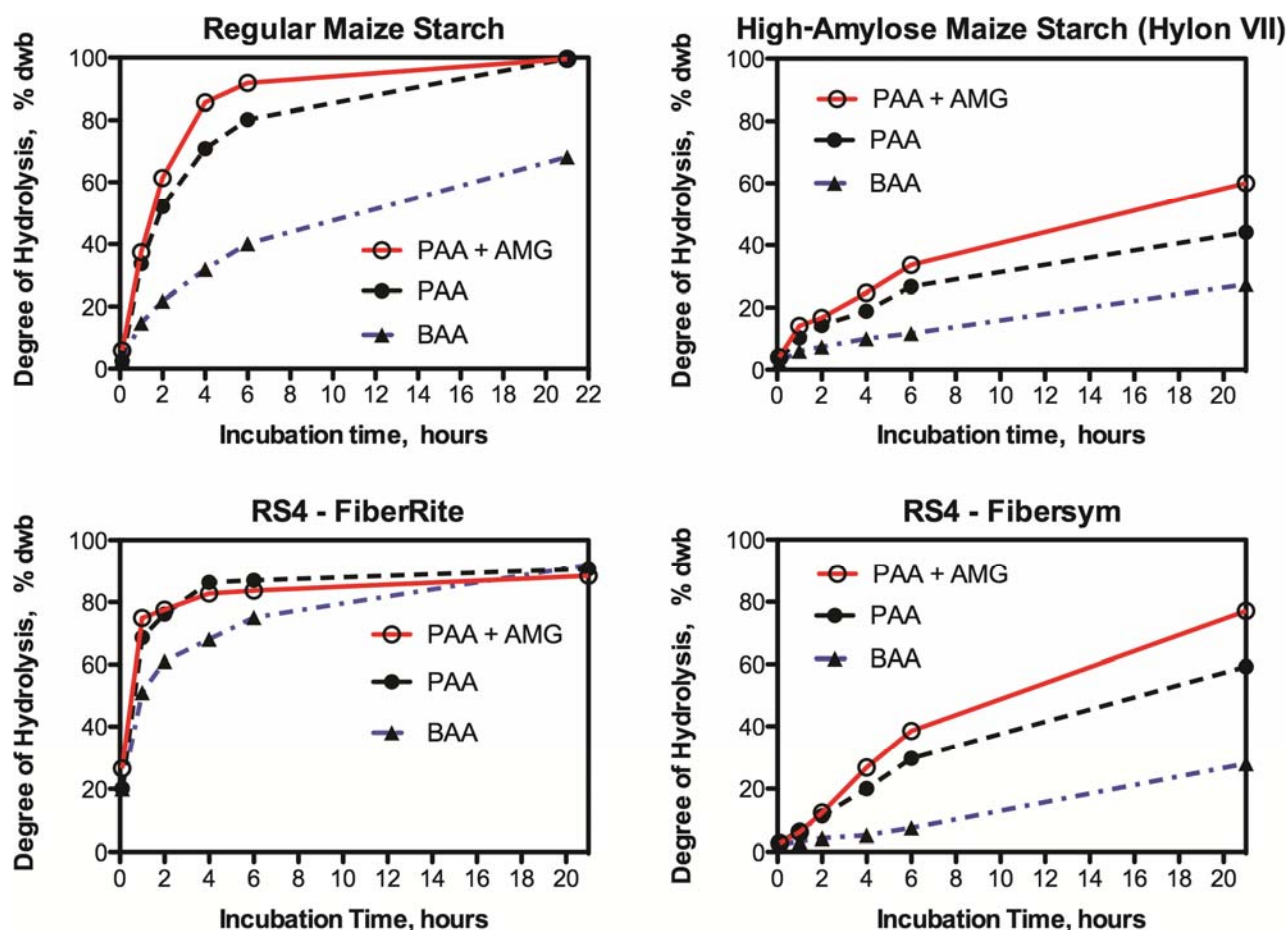 Regular Maize Starch
Degree of Hydrolysis, % dwb
100
80
60
40
20
0
PAA + AMG
PAA
BAA
0 2 4 6 8 10 12 14 16 18 20 22
Incubation time, hours
High-Amylose Maize Starch (Hylon VII)
Degree of Hydrolysis, % dwb
100
80
60
40
20
0
PAA + AMG
PAA
BAA
0 2 4 6 8 10 12 14 16 18 20
Incubation time, hours
RS4 - FiberRite
Degree of Hydrolysis, % dwb
100
80
60
40
20
0
PAA + AMG
PAA
BAA
0 2 4 6 8 10 12 14 16 18 20
Incubation Time, hours
RS4 - Fibersym
Degree of Hydrolysis, % dwb
100
80
60
40
20
0
PAA + AMG
PAA
BAA
0 2 4 6 8 10 12 14 16 18 20
Incubation Time, hours